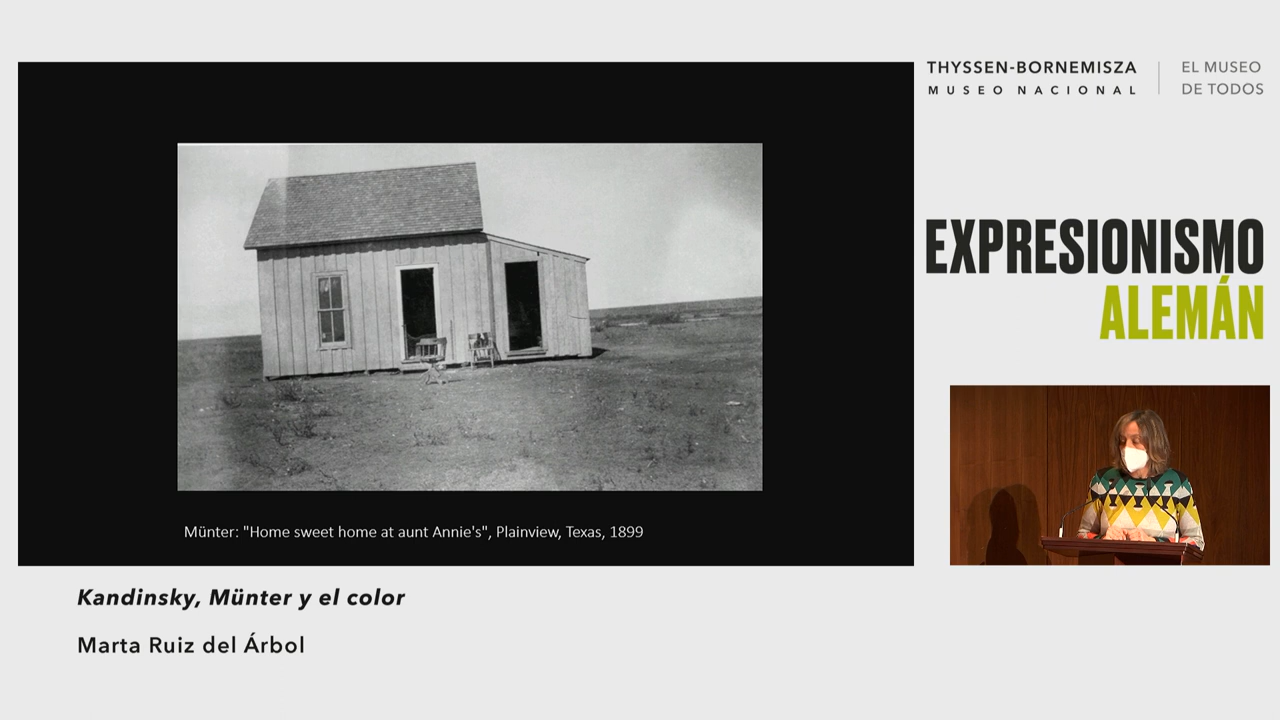 THYSSEN-BORNEMISZA
MUSEO NACIONAL
EL MUSEO
DE TODOS
EXPRESIONISMO
ALEMÁN
Münter: "Home sweet home at aunt Annie's", Plainview, Texas, 1899
Kandinsky, Münter y el color
Marta Ruiz del Árbol